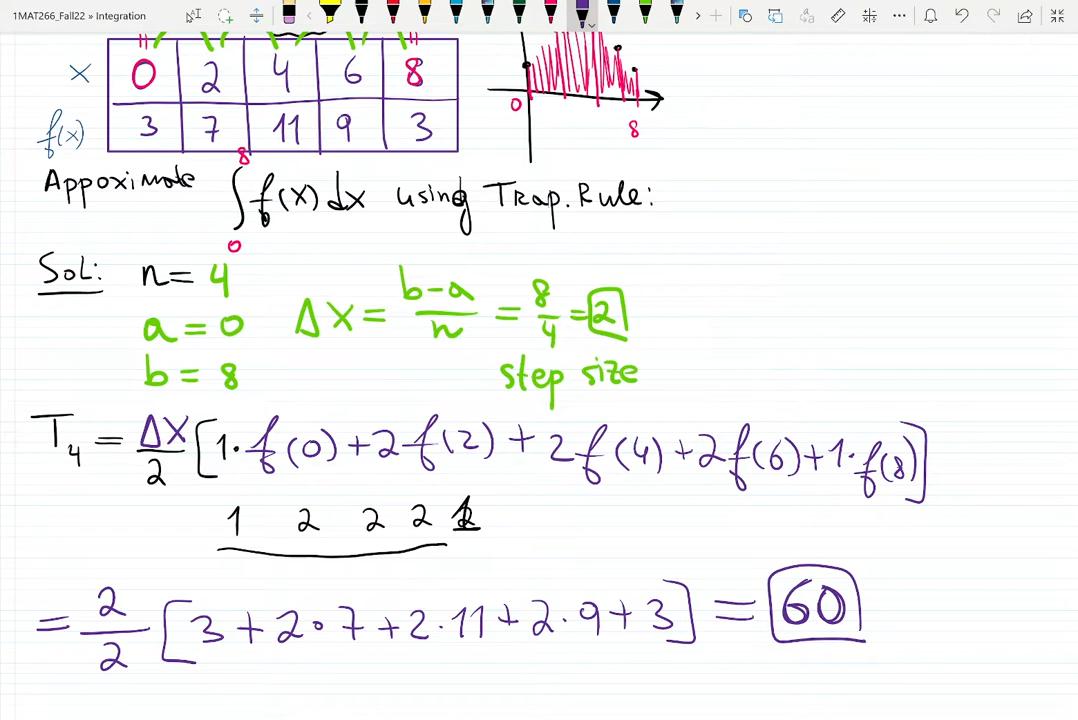 1MAT266_Fall22 » Integration
x 0 2 4 6 8
f(x) 3 7 11 9 3
0 8
Appoximate ∫₀⁸ f(x) dx using Trap. Rule:
Sol: n = 4
a = 0 Δx = (b-a)/n = 8/4 = 2
b = 8 step size
T₄ = Δx/2 [1·f(0)+2f(2)+2f(4)+2f(6)+1·f(8)]
1 2 2 2 1
= 2/2 [3+2·7+2·11+2·9+3] = 60